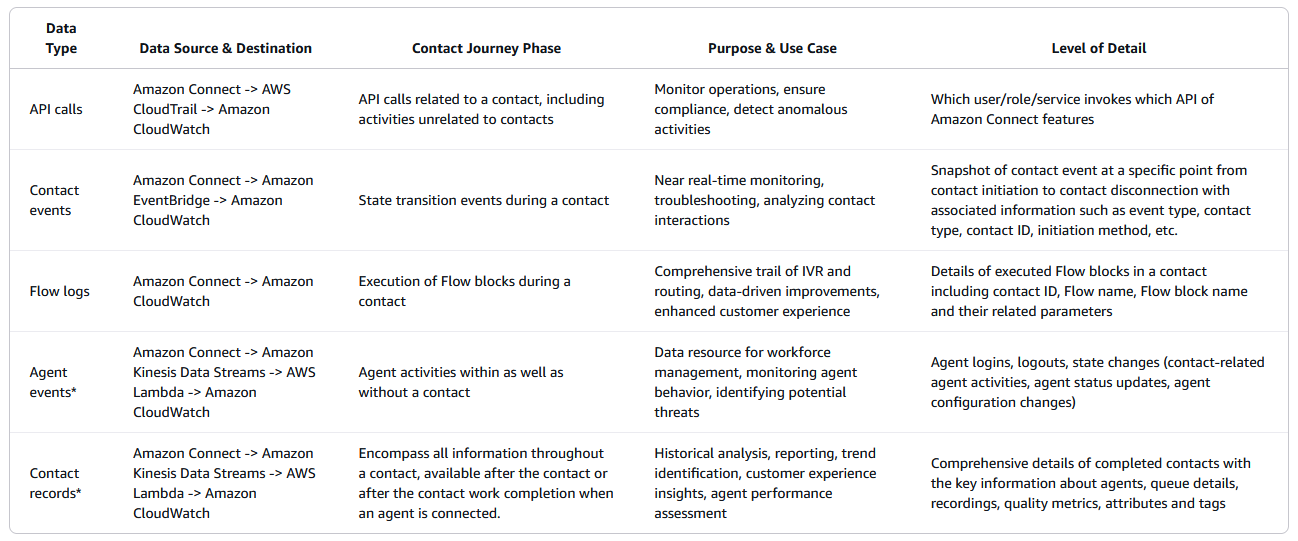 Data
Type
Data Source & Destination
Contact Journey Phase
Purpose & Use Case
Level of Detail
API calls
Amazon Connect -> AWS
CloudTrail -> Amazon
CloudWatch
API calls related to a contact, including
activities unrelated to contacts
Monitor operations, ensure
compliance, detect anomalous
activities
Which user/role/service invokes which API of
Amazon Connect features
Contact
events
Amazon Connect -> Amazon
EventBridge -> Amazon
CloudWatch
State transition events during a contact
Near real-time monitoring,
troubleshooting, analyzing contact
interactions
Snapshot of contact event at a specific point from
contact initiation to contact disconnection with
associated information such as event type, contact
type, contact ID, initiation method, etc.
Flow logs
Amazon Connect -> Amazon
CloudWatch
Execution of Flow blocks during a
contact
Comprehensive trail of IVR and
routing, data-driven improvements,
enhanced customer experience
Details of executed Flow blocks in a contact
including contact ID, Flow name, Flow block name
and their related parameters
Agent
events*
Amazon Connect -> Amazon
Kinesis Data Streams -> AWS
Lambda -> Amazon
CloudWatch
Agent activities within as well as
without a contact
Data resource for workforce
management, monitoring agent
behavior, identifying potential
threats
Agent logins, logouts, state changes (contact-related
agent activities, agent status updates, agent
configuration changes)
Contact
records*
Amazon Connect -> Amazon
Kinesis Data Streams -> AWS
Lambda -> Amazon
CloudWatch
Encompass all information throughout
a contact, available after the contact or
after the contact work completion when
an agent is connected.
Historical analysis, reporting, trend
identification, customer experience
insights, agent performance
assessment
Comprehensive details of completed contacts with
the key information about agents, queue details,
recordings, quality metrics, attributes and tags